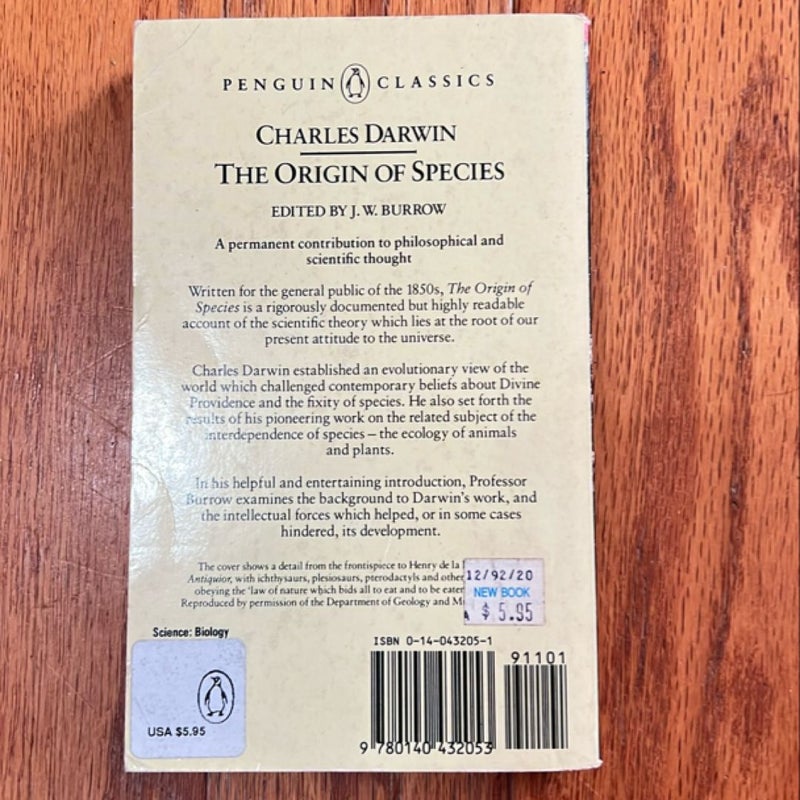 PENGUIN CLASSICS
CHARLES DARWIN
THE ORIGIN OF SPECIES
EDITED BY J. W. BURROW
A permanent contribution to philosophical and
scientific thought
Written for the general public of the 1850s, The Origin of
Species is a rigorously documented but highly readable
account of the scientific theory which lies at the root of our
present attitude to the universe.
Charles Darwin established an evolutionary view of the
world which challenged contemporary beliefs about Divine
Providence and the fixity of species. He also set forth the
results of his pioneering work on the related subject of the
interdependence of species – the ecology of animals
and plants.
In his helpful and entertaining introduction, Professor
Burrow examines the background to Darwin's work, and
the intellectual forces which helped, or in some cases
hindered, its development.
The cover shows a detail from the frontispiece to Henry de la
Antiquior, with ichthysaurs, plesiosaurs, pterodactyls and other
obeying the 'law of nature which bids all to eat and to be
Reproduced by permission of the Department of Geology and
12/92/20
NEW BOOK
$ 5.95
Science: Biology
USA $5.95
ISBN 0-14-043205-1
91101
9 780140 432053